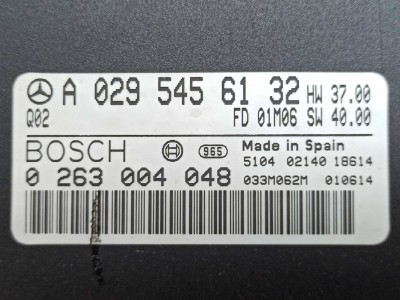 A 029 545 61 32 HW 37.00
Q02 FD 01M06 SW 40.00
BOSCH 965 Made in Spain
5104 02140 18614
0 263 004 048 033M062M 010614